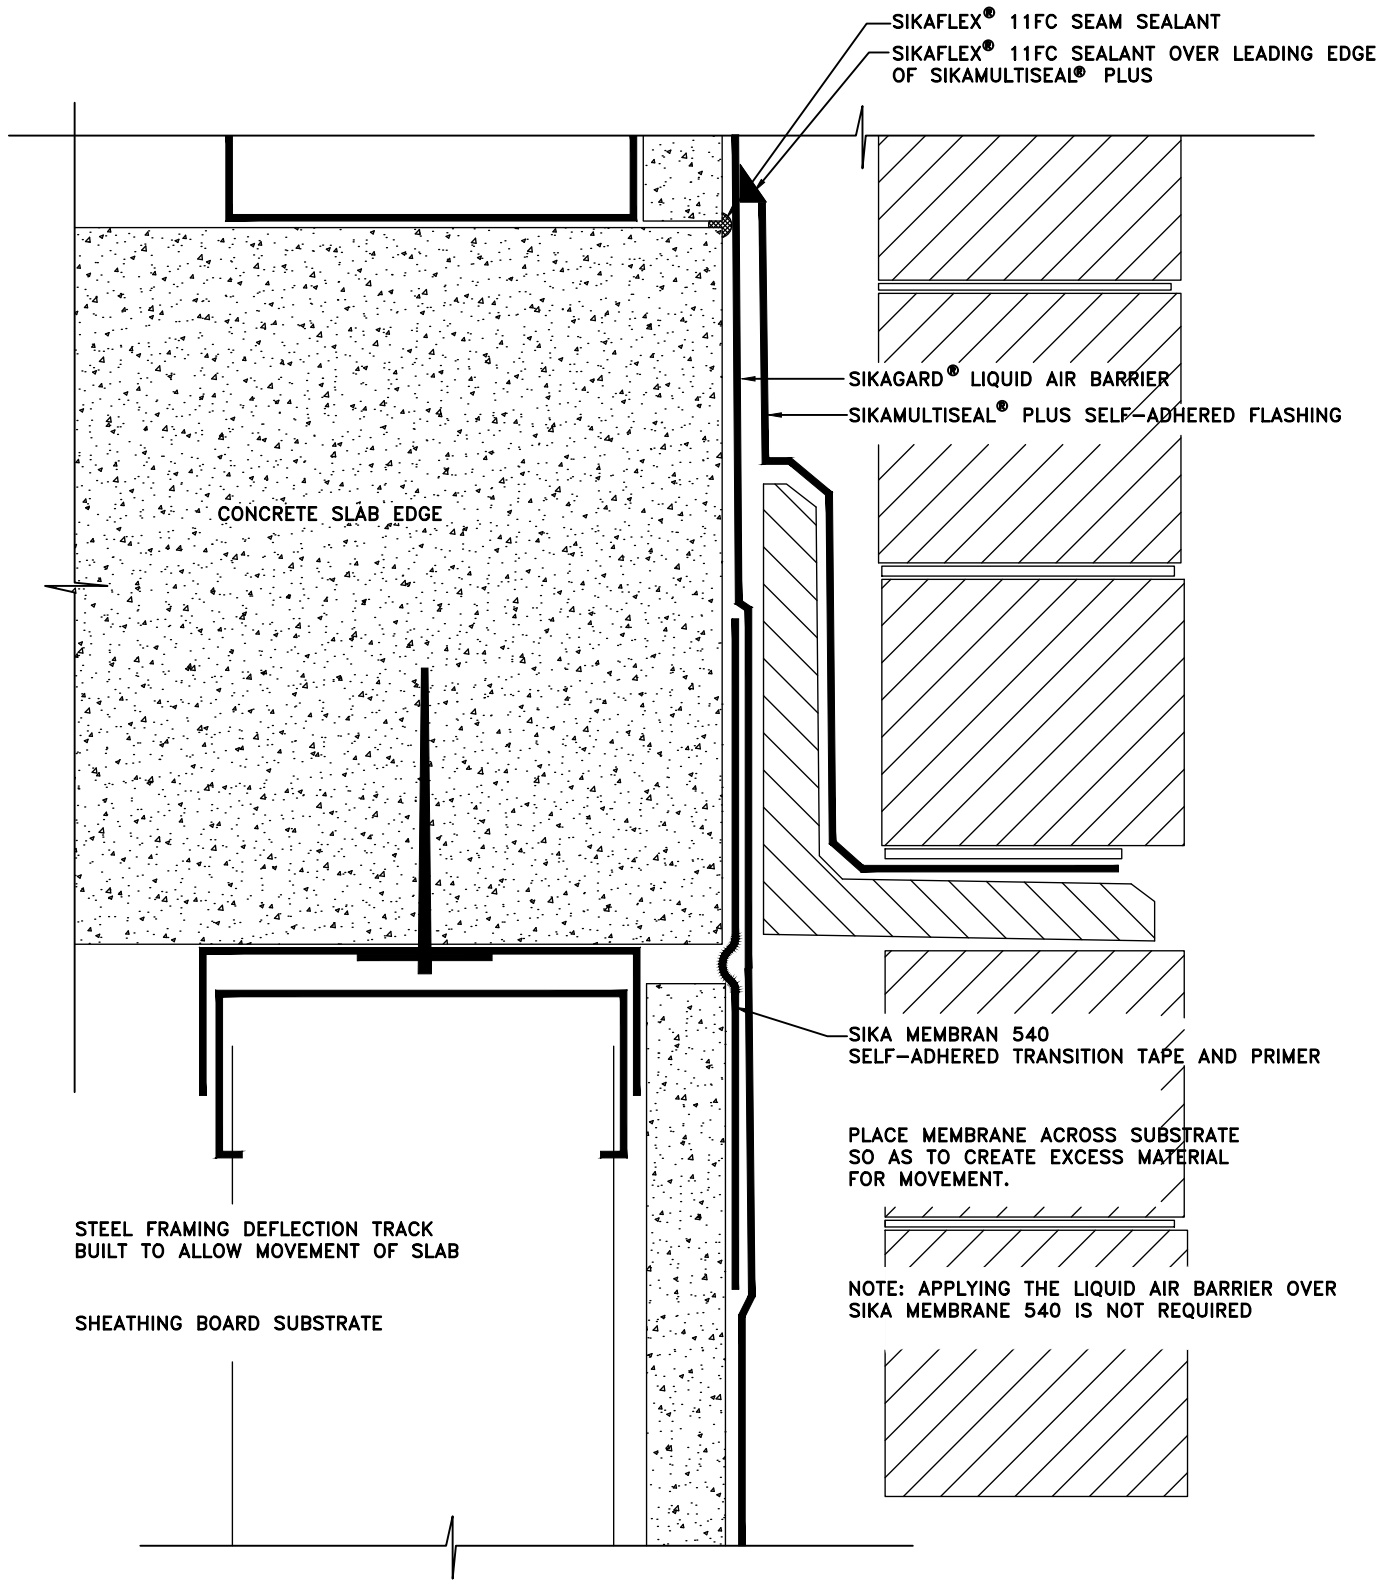 SIKAFLEX® 11FC SEAM SEALANT
SIKAFLEX® 11FC SEALANT OVER LEADING EDGE
OF SIKAMULTISEAL® PLUS
SIKAGARD® LIQUID AIR BARRIER
SIKAMULTISEAL® PLUS SELF-ADHERED FLASHING
CONCRETE SLAB EDGE
SIKA MEMBRAN 540
SELF-ADHERED TRANSITION TAPE AND PRIMER
PLACE MEMBRANE ACROSS SUBSTRATE
SO AS TO CREATE EXCESS MATERIAL
FOR MOVEMENT.
STEEL FRAMING DEFLECTION TRACK
BUILT TO ALLOW MOVEMENT OF SLAB
NOTE: APPLYING THE LIQUID AIR BARRIER OVER
SIKA MEMBRANE 540 IS NOT REQUIRED
SHEATHING BOARD SUBSTRATE